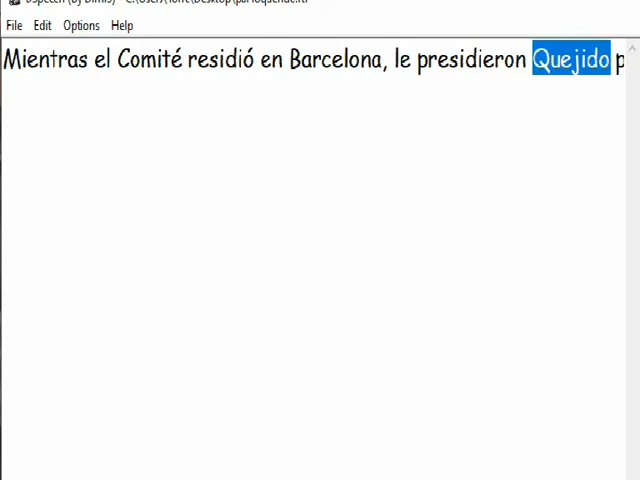 File Edit Options Help
Mientras el Comité residió en Barcelona, le presidieron Quejido p